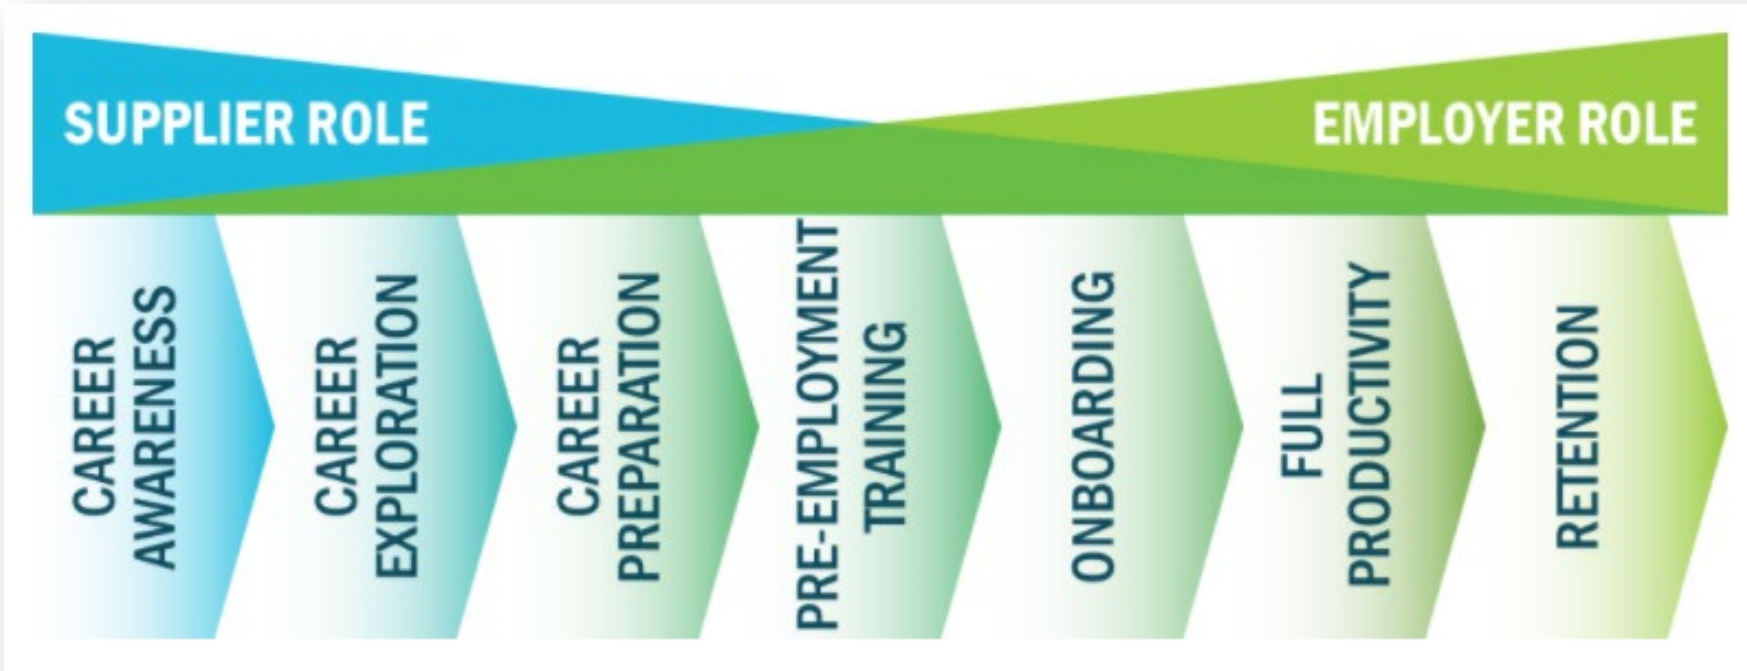 SUPPLIER ROLE
EMPLOYER ROLE
CAREER
AWARENESS
CAREER
EXPLORATION
CAREER
PREPARATION
PRE-EMPLOYMENT
TRAINING
ONBOARDING
FULL
PRODUCTIVITY
RETENTION